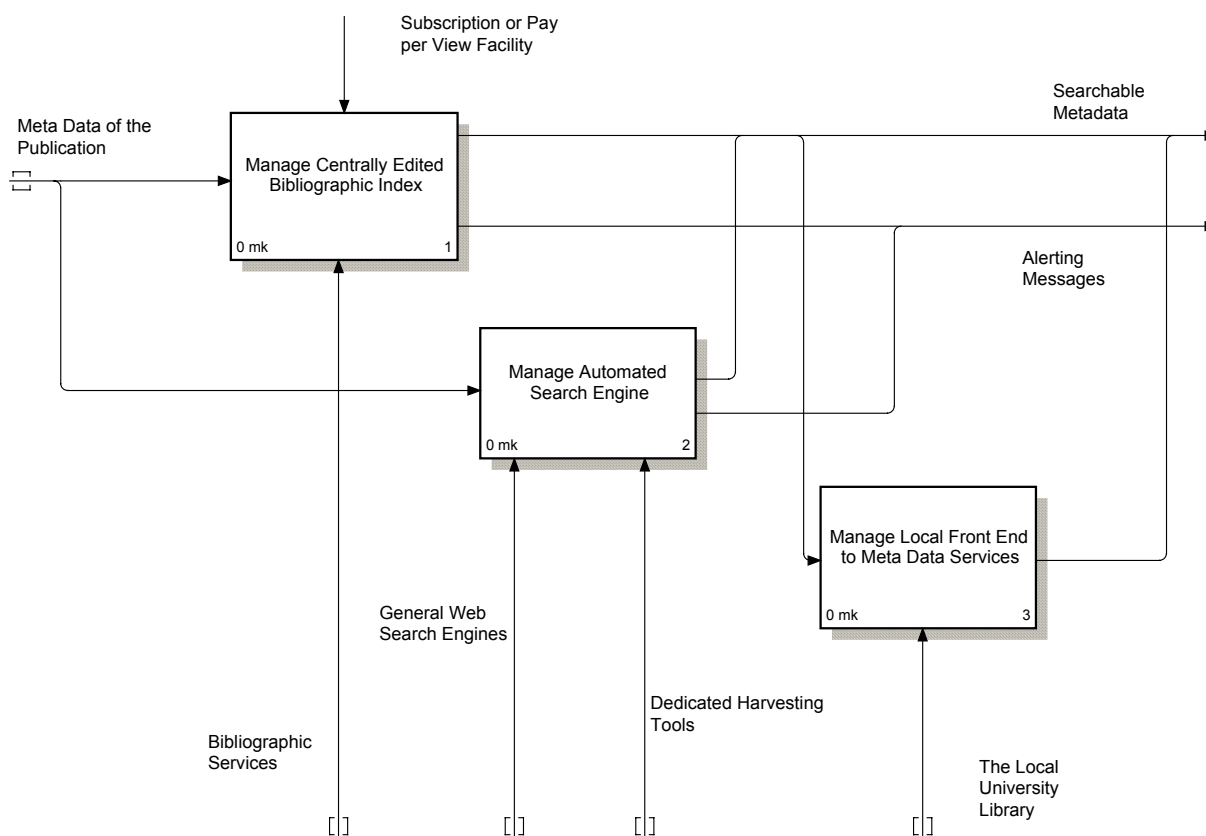 Subscription or Pay
per View Facility
Searchable
Metadata
Meta Data of the
Publication
Manage Centrally Edited
Bibliographic Index
0 mk
1
Alerting
Messages
Manage Automated
Search Engine
0 mk
2
Manage Local Front End
to Meta Data Services
0 mk
3
General Web
Search Engines
Dedicated Harvesting
Tools
Bibliographic
Services
The Local
University
Library